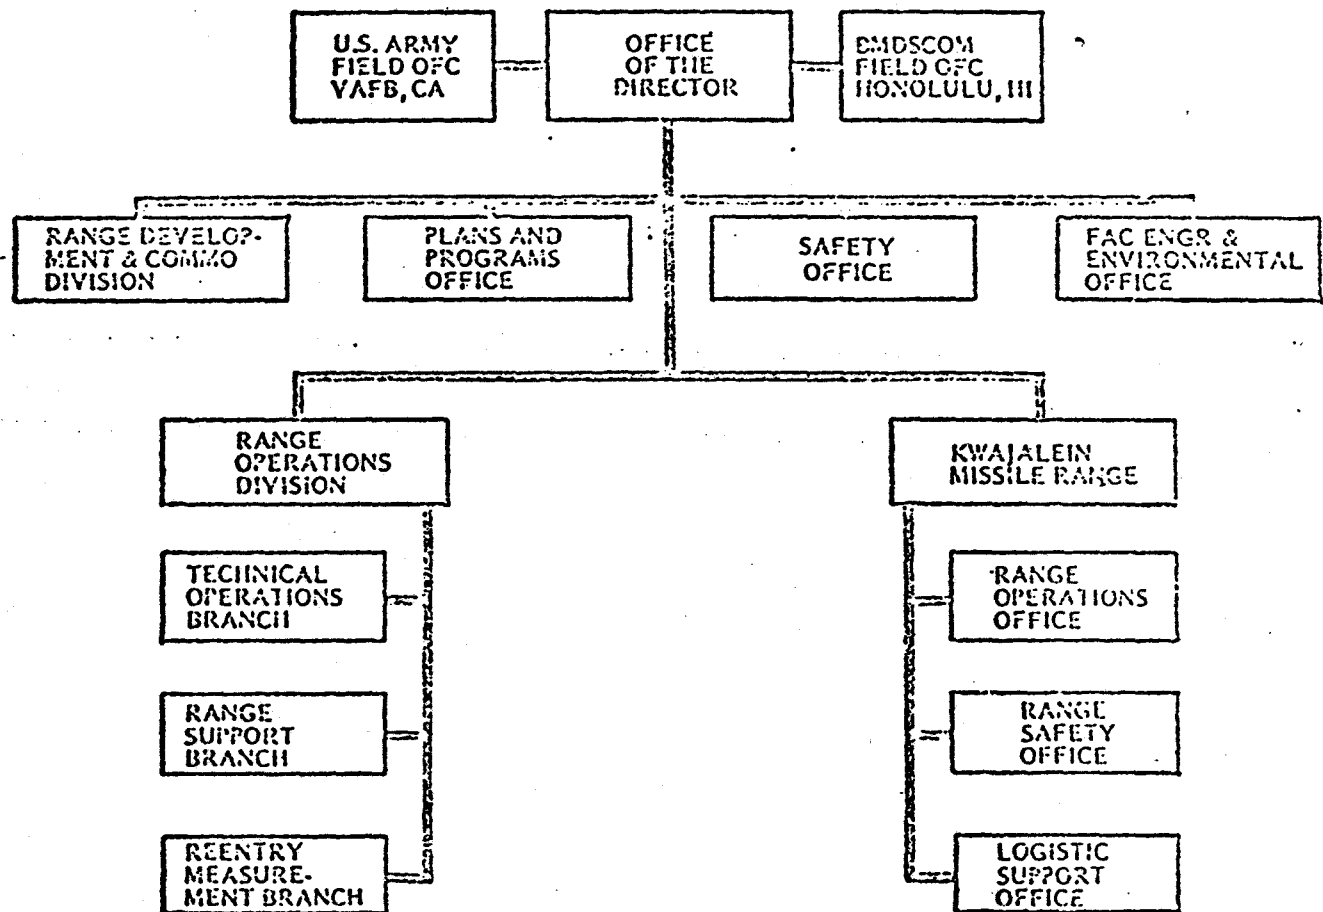 U.S. ARMY
FIELD OFC
VAFB, CA
OFFICE
OF THE
DIRECTOR
BMDSCOM
FIELD OFC
HONOLULU, HI
RANGE DEVELOP-
MENT & COMMO
DIVISION
PLANS AND
PROGRAMS
OFFICE
SAFETY
OFFICE
FAC ENGR &
ENVIRONMENTAL
OFFICE
RANGE
OPERATIONS
DIVISION
KWAJALEIN
MISSILE RANGE
TECHNICAL
OPERATIONS
BRANCH
RANGE
OPERATIONS
OFFICE
RANGE
SUPPORT
BRANCH
RANGE
SAFETY
OFFICE
REENTRY
MEASURE-
MENT BRANCH
LOGISTIC
SUPPORT
OFFICE